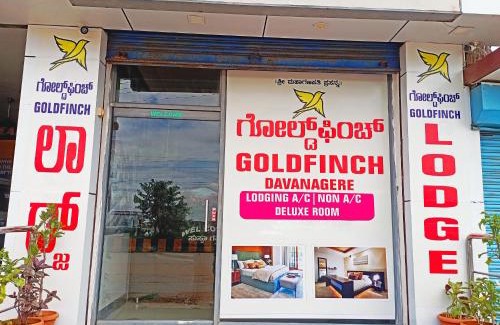 ಗೋಲ್ಡ್‌ಫಿಂಚ್
GOLDFINCH
ಲಾಡ್ಜ್
WELCOME
||ಶ್ರೀ ಮಹಾಗಣಪತಿ ಪ್ರಸನ್ನ||
ಗೋಲ್ಡ್‌ಫಿಂಚ್
GOLDFINCH
DAVANAGERE
LODGING A/C | NON A/C
DELUXE ROOM
ಗೋಲ್ಡ್‌ಫಿಂಚ್
GOLDFINCH
LODGE